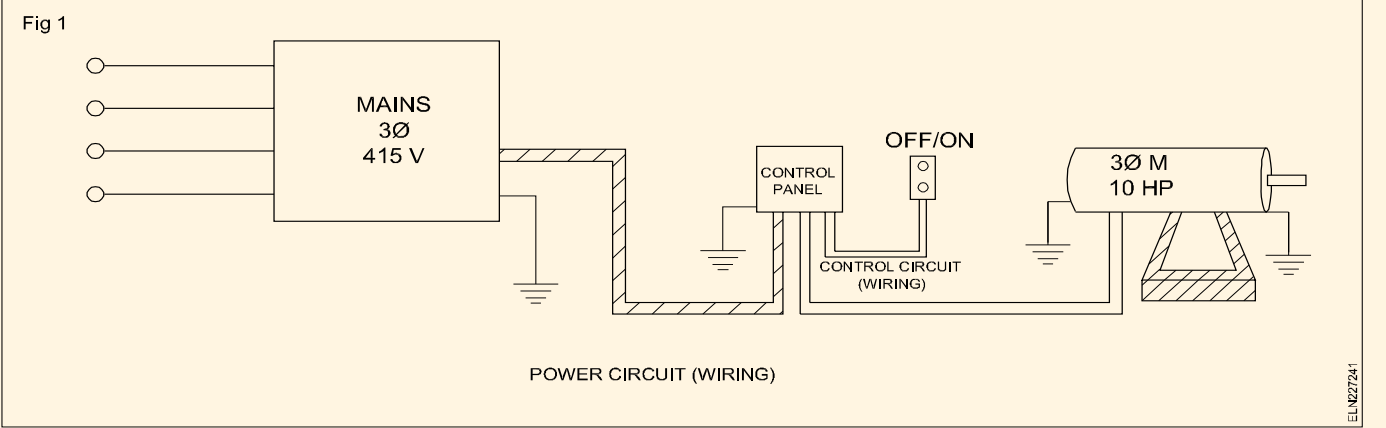 Fig 1
MAINS
3Ø
415 V
OFF/ON
CONTROL
PANEL
3Ø M
10 HP
CONTROL CIRCUIT
(WIRING)
POWER CIRCUIT (WIRING)
ELN227241